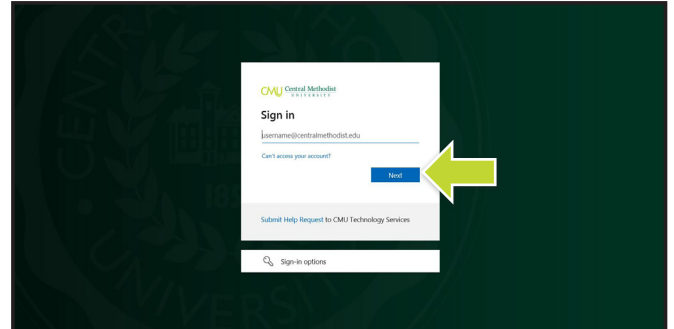 CMU Central Methodist
UNIVERSITY
Sign in
username@centralmethodist.edu
Can't access your account?
Next
Submit Help Request to CMU Technology Services
Sign-in options